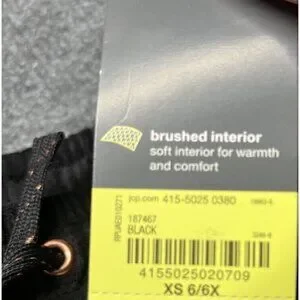 brushed interior
soft interior for warmth
and comfort
jcp.com 415-5025 0380
187467
BLACK
RPUAE010271
4155025020709
XS 6/6X